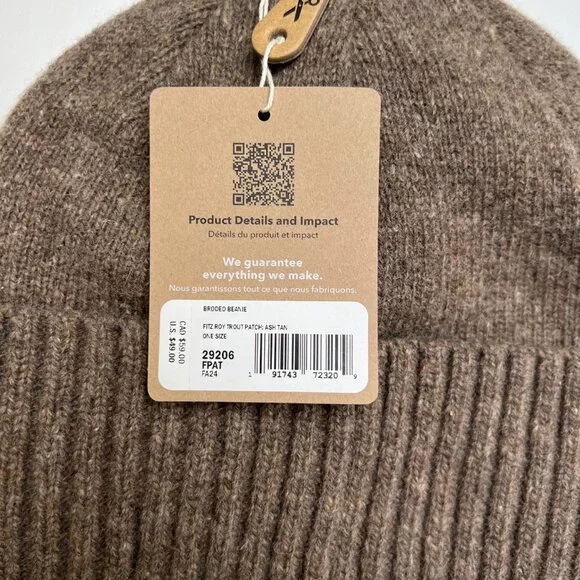 Product Details and Impact
Détails du produit et impact
We guarantee
everything we make.
Nous garantissons tout ce que nous fabriquons.
CAD $59.00
U.S. $49.00
BRODEO BEANIE
FITZ ROY TROUT PATCH: ASH TAN
ONE SIZE
29206
FPAT
FA24
1 91743 72320 9